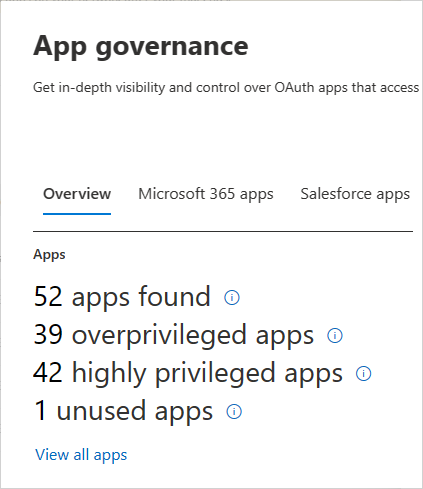 App governance
Get in-depth visibility and control over OAuth apps that access
Overview Microsoft 365 apps Salesforce apps
Apps
52 apps found
39 overprivileged apps
42 highly privileged apps
1 unused apps
View all apps